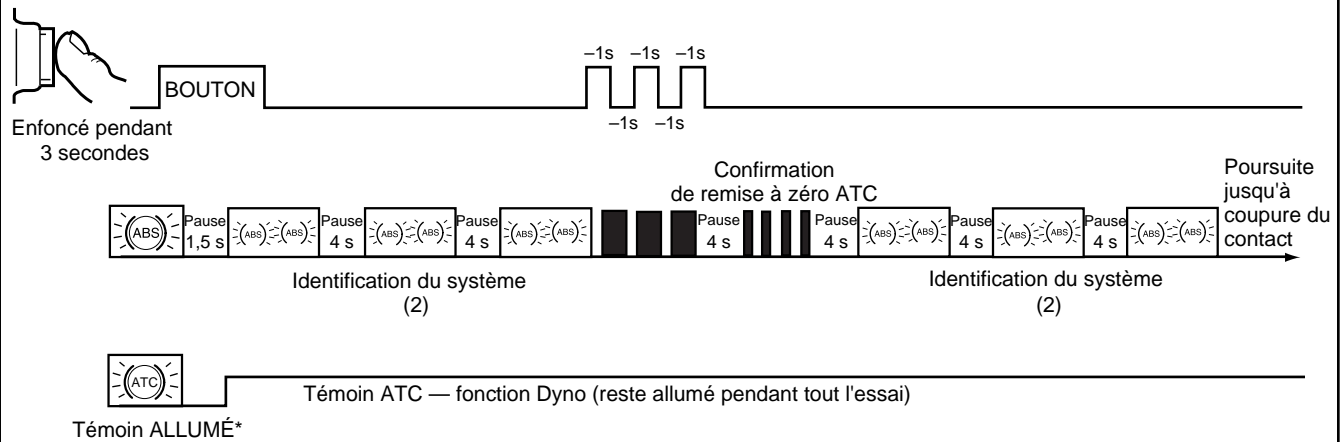 BOUTON
–1s –1s –1s
–1s –1s
Enfoncé pendant
3 secondes
Confirmation
de remise à zéro ATC
Poursuite
jusqu'à
coupure du
contact
ABS Pause 1,5 s ABS ABS Pause 4 s ABS ABS Pause 4 s ABS ABS Pause 4 s Pause 4 s ABS ABS Pause 4 s ABS ABS Pause 4 s ABS ABS
Identification du système
(2)
Identification du système
(2)
ATC
Témoin ATC — fonction Dyno (reste allumé pendant tout l'essai)
Témoin ALLUMÉ*